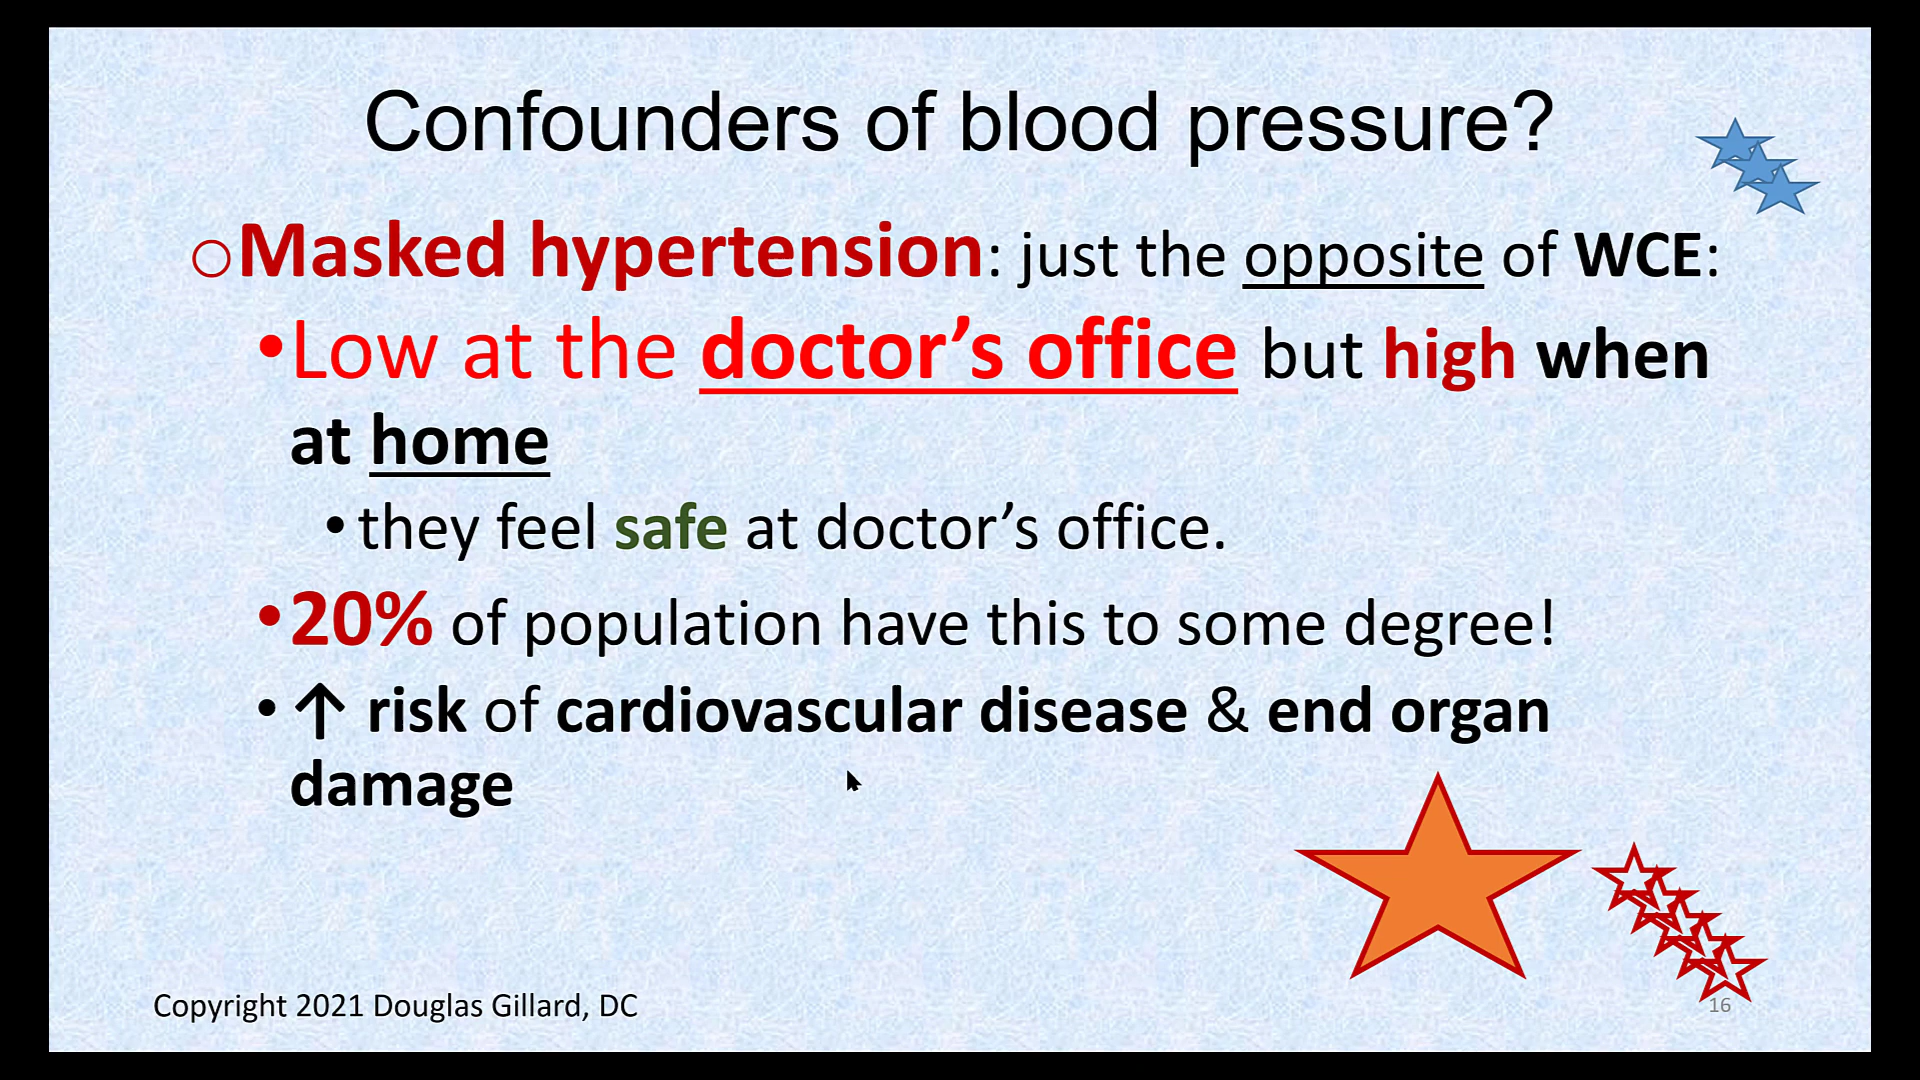 Confounders of blood pressure?
oMasked hypertension: just the opposite of WCE:
•Low at the doctor’s office but high when
at home
• they feel safe at doctor’s office.
•20% of population have this to some degree!
• ↑ risk of cardiovascular disease & end organ
damage
Copyright 2021 Douglas Gillard, DC
16